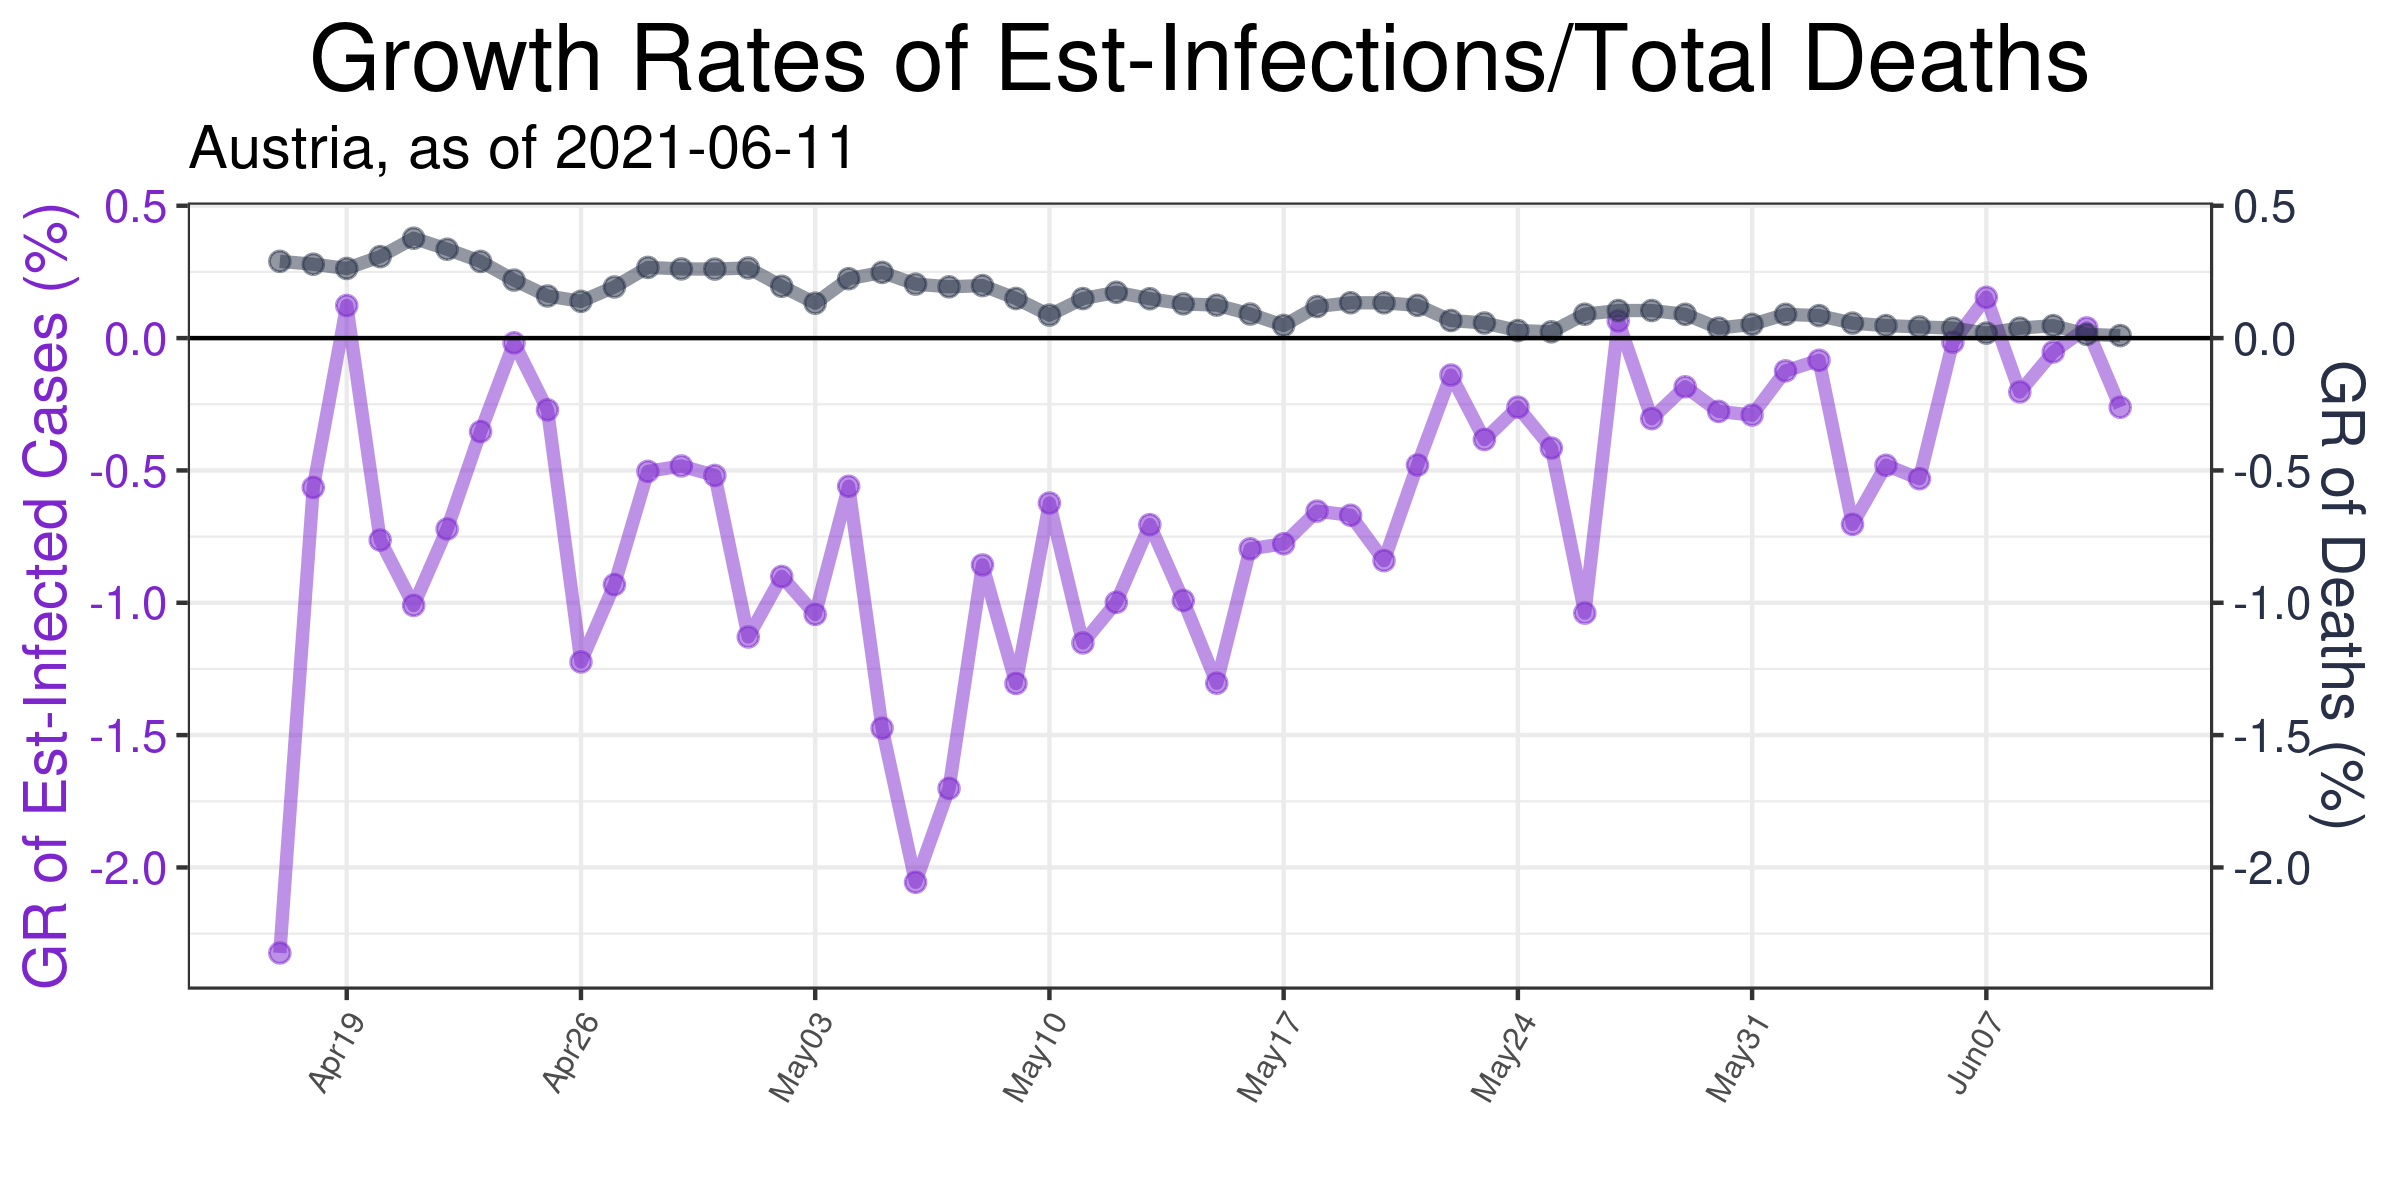 Growth Rates of Est-Infections/Total Deaths
Austria, as of 2021-06-11
GR of Est-Infected Cases (%)
0.5
0.0
-0.5
-1.0
-1.5
-2.0
0.5
0.0
-0.5
-1.0
-1.5
-2.0
GR of Deaths (%)
Apr19
Apr26
May03
May10
May17
May24
May31
Jun07